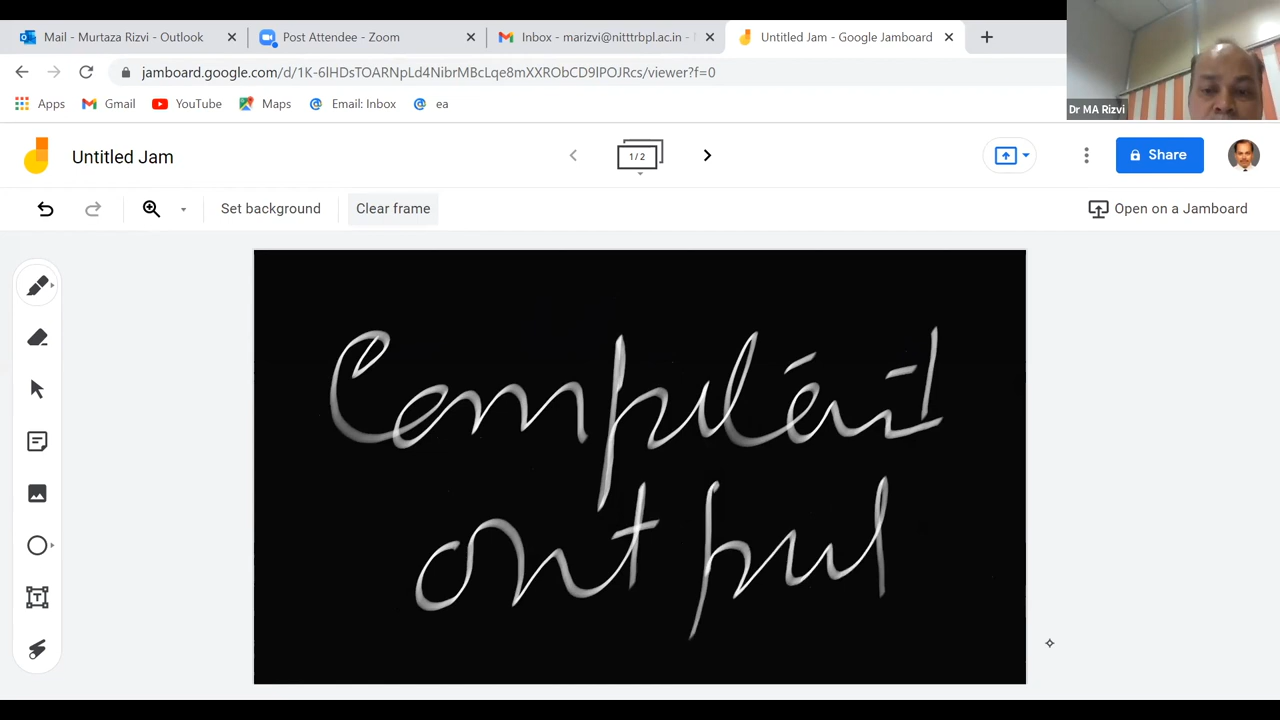 Mail - Murtaza Rizvi - Outlook
Post Attendee - Zoom
Inbox - marizvi@nitttrbpl.ac.in -
Untitled Jam - Google Jamboard
jamboard.google.com/d/1K-6lHDsTOARNpLd4NibrMBcLqe8mXXRObCD9lPOJRcs/viewer?f=0
Dr MA Rizvi
Apps
Gmail
YouTube
Maps
Email: Inbox
ea
Untitled Jam
1/2
Share
Set background
Clear frame
Open on a Jamboard
output